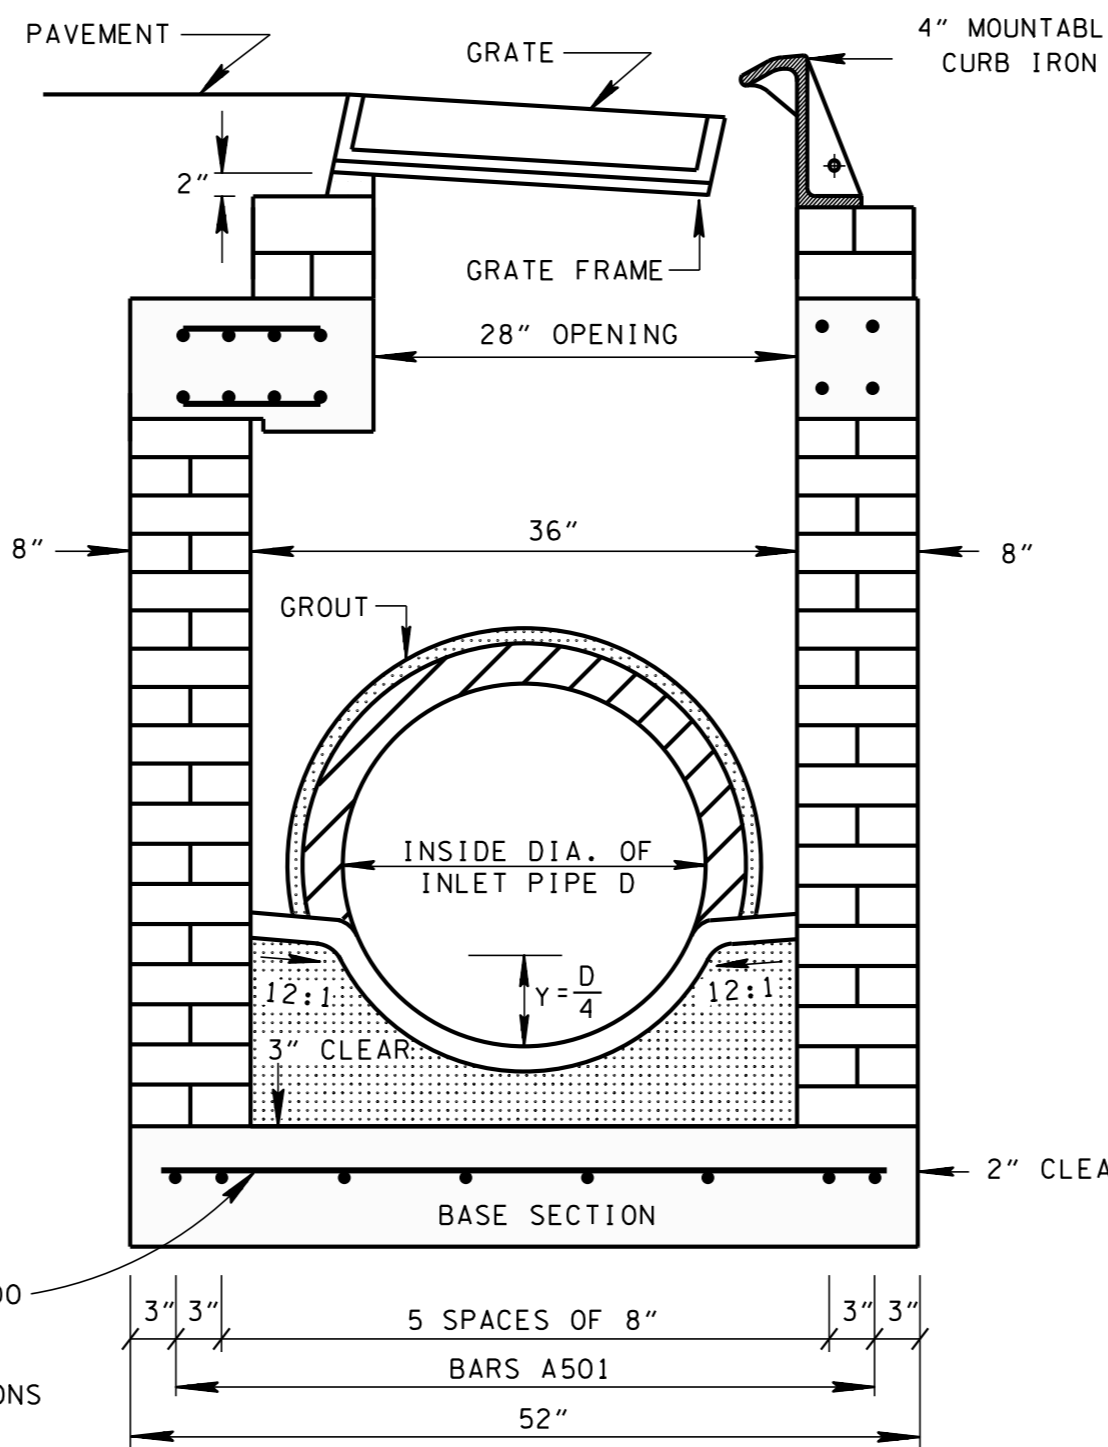 PAVEMENT
GRATE
4" MOUNTABL
CURB IRON
2"
GRATE FRAME
28" OPENING
8"
36"
8"
GROUT
INSIDE DIA. OF
INLET PIPE D
12:1
Y = D/4
12:1
3" CLEAR
2" CLEA
BASE SECTION
00
3" 3" 5 SPACES OF 8" 3" 3"
BARS A501
ONS
52"